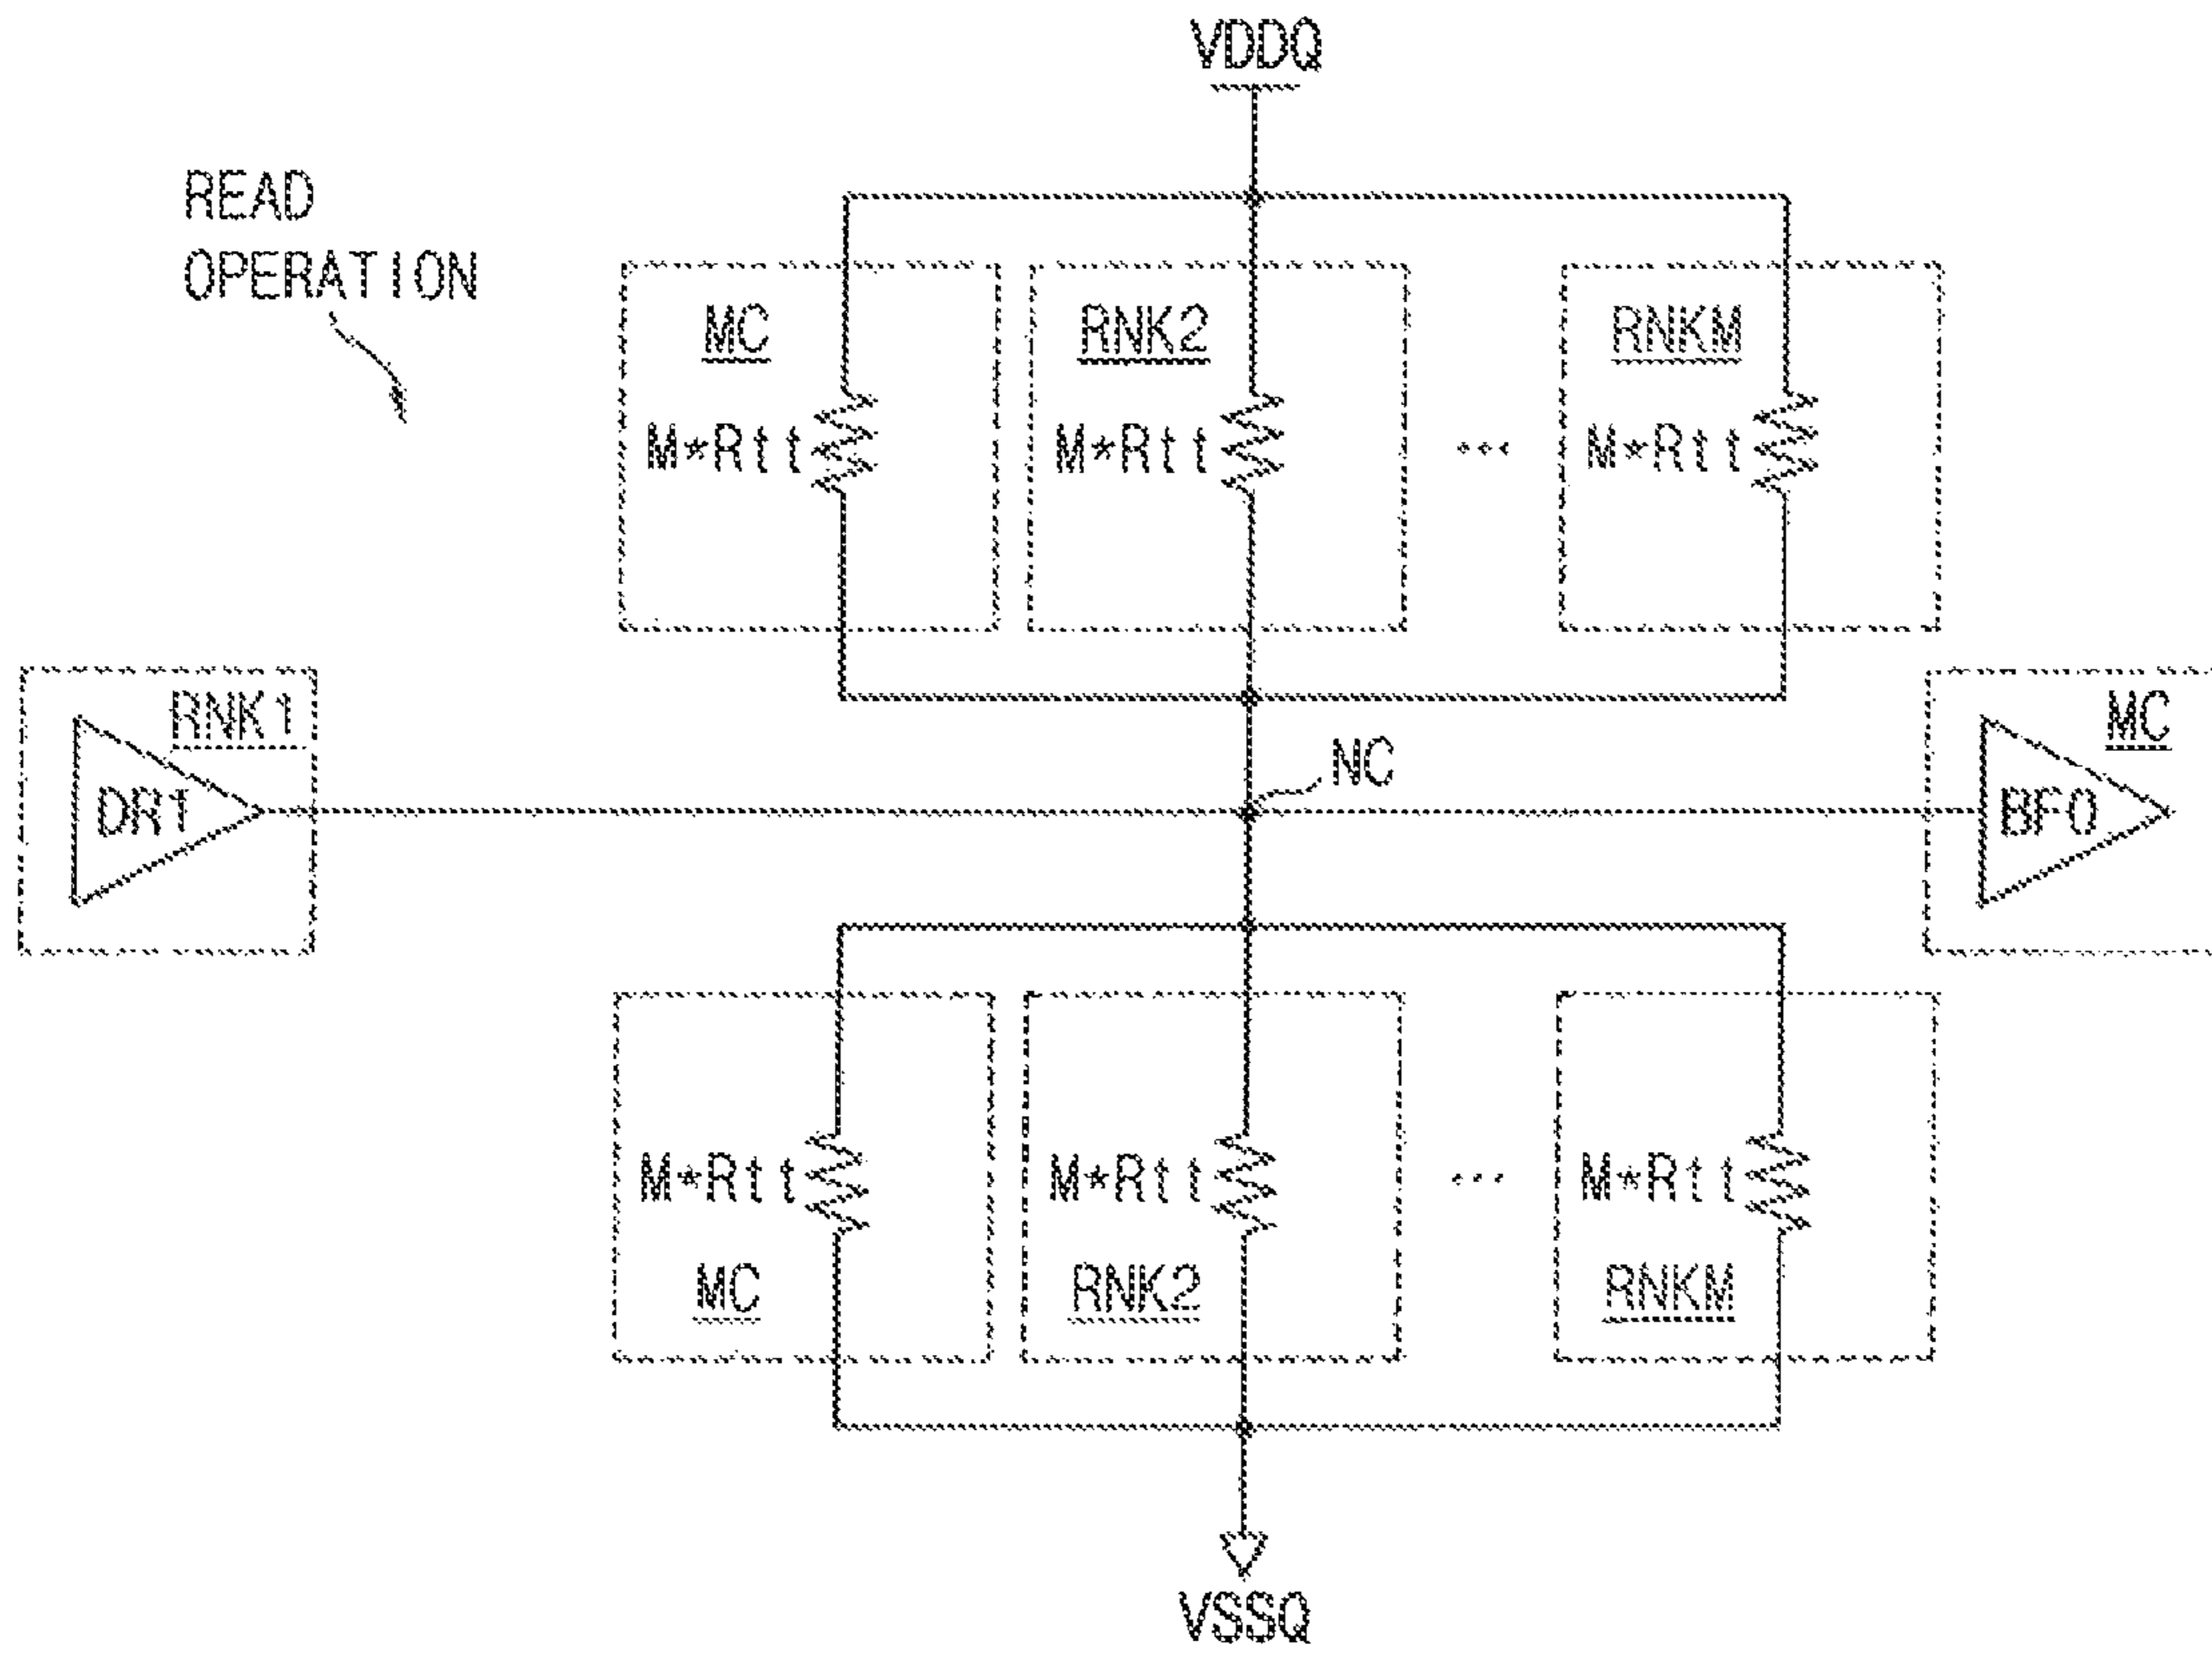 VDDQ
READ
OPERATION
MC
RNK2
RNKM
M*Rtt
M*Rtt
...
M*Rtt
RNK1
MC
NC
DR1
BF0
M*Rtt
M*Rtt
...
M*Rtt
MC
RNK2
RNKM
VSSQ